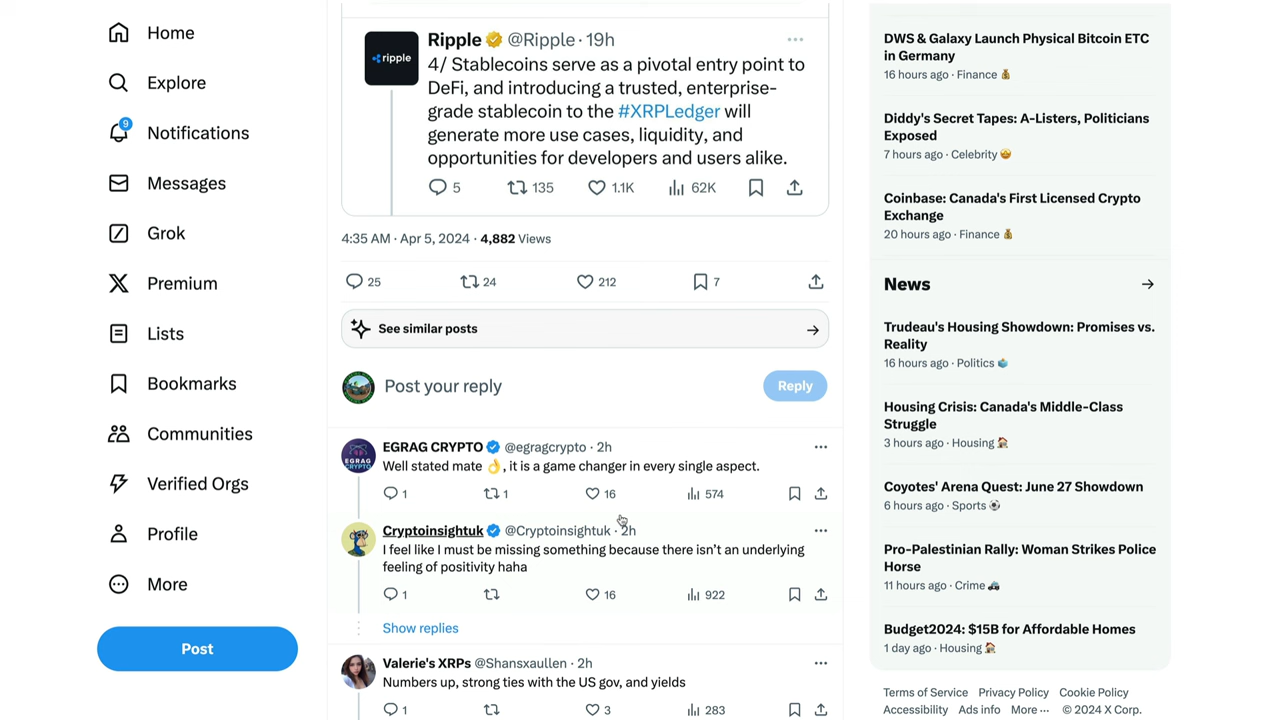 Home
Explore
9
Notifications
Messages
Grok
Premium
Lists
Bookmarks
Communities
Verified Orgs
Profile
More
Post
ripple
Ripple @Ripple · 19h
4/ Stablecoins serve as a pivotal entry point to
DeFi, and introducing a trusted, enterprise-
grade stablecoin to the #XRPLedger will
generate more use cases, liquidity, and
opportunities for developers and users alike.
5 135 1.1K 62K
4:35 AM · Apr 5, 2024 · 4,882 Views
25 24 212 7
See similar posts
Post your reply
Reply
EGRAG CRYPTO @egragcrypto · 2h
EGRAG
CRYPTO
Well stated mate 👌, it is a game changer in every single aspect.
1 1 16 574
Cryptoinsightuk @Cryptoinsightuk · 2h
I feel like I must be missing something because there isn't an underlying
feeling of positivity haha
1 16 922
Show replies
Valerie's XRPs @Shansxaullen · 2h
Numbers up, strong ties with the US gov, and yields
1 3 283
DWS & Galaxy Launch Physical Bitcoin ETC
in Germany
16 hours ago · Finance 💰
Diddy's Secret Tapes: A-Listers, Politicians
Exposed
7 hours ago · Celebrity 🤩
Coinbase: Canada's First Licensed Crypto
Exchange
20 hours ago · Finance 💰
News
Trudeau's Housing Showdown: Promises vs.
Reality
16 hours ago · Politics 🗳️
Housing Crisis: Canada's Middle-Class
Struggle
3 hours ago · Housing 🏠
Coyotes' Arena Quest: June 27 Showdown
6 hours ago · Sports ⚽
Pro-Palestinian Rally: Woman Strikes Police
Horse
11 hours ago · Crime 🚓
Budget2024: $15B for Affordable Homes
1 day ago · Housing 🏠
Terms of Service Privacy Policy Cookie Policy
Accessibility Ads info More ··· © 2024 X Corp.